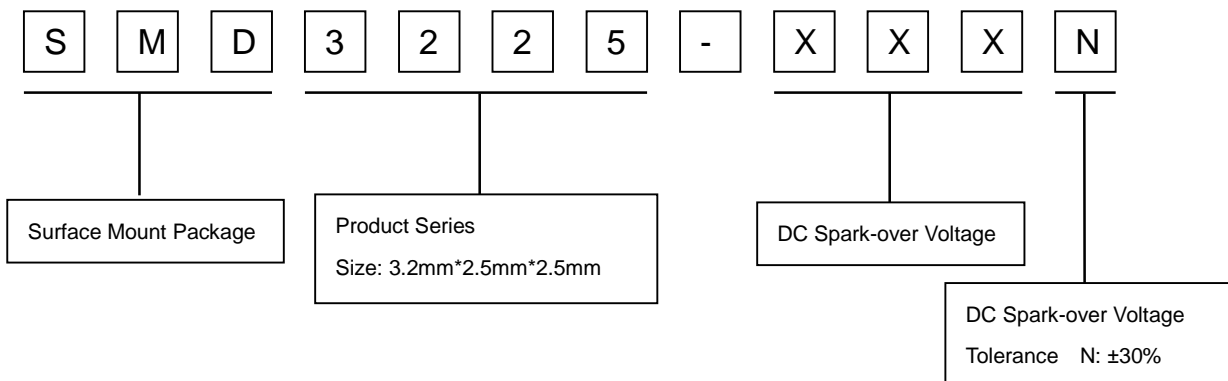 S M D 3 2 2 5 - X X X N
Surface Mount Package
Product Series
Size: 3.2mm*2.5mm*2.5mm
DC Spark-over Voltage
DC Spark-over Voltage
Tolerance N: ±30%